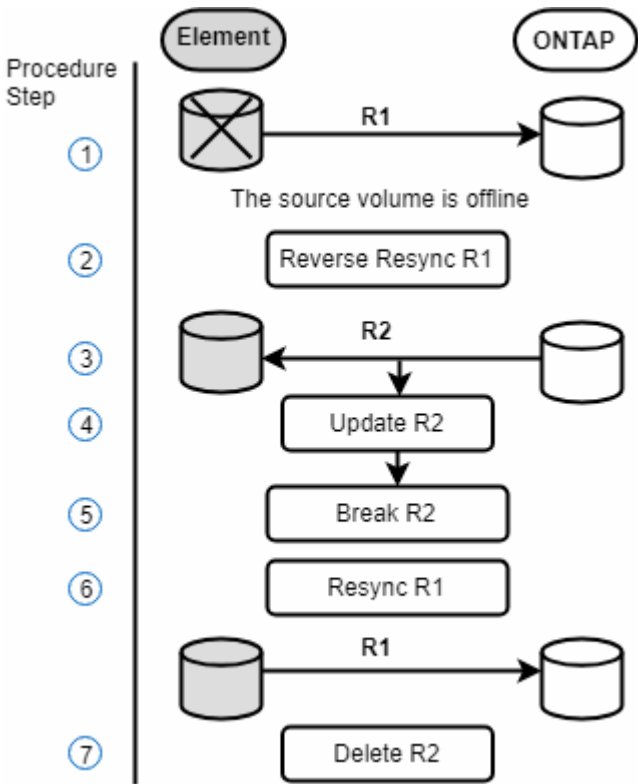 Element
ONTAP
Procedure
Step
R1
1
The source volume is offline
2
Reverse Resync R1
R2
3
4
Update R2
5
Break R2
6
Resync R1
R1
7
Delete R2